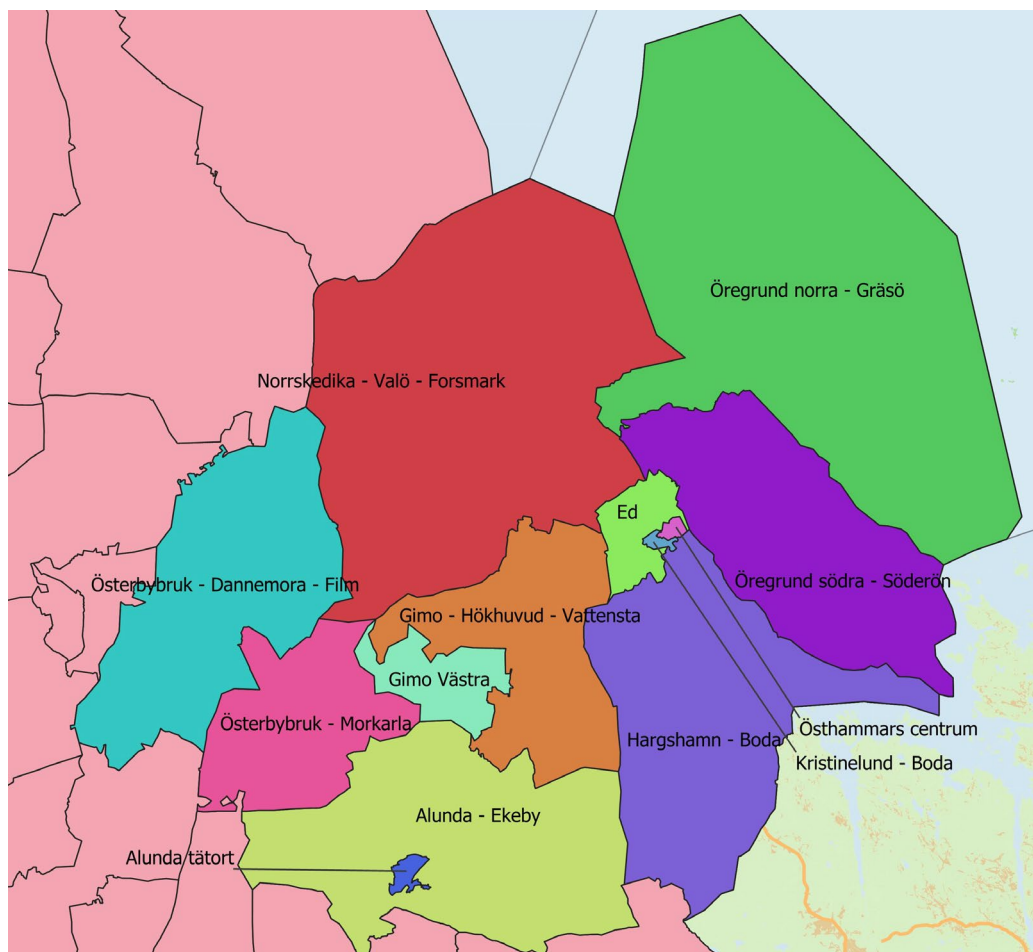 Öregrund norra - Gräsö
Norrskedika - Valö - Forsmark
Ed
Österbybruk - Dannemora - Film
Öregrund södra - Söderön
Gimo - Hökhuvud - Vattensta
Gimo Västra
Österbybruk - Morkarla
Östhammars centrum
Hargshamn - Boda
Kristinelund - Boda
Alunda - Ekeby
Alunda tätort